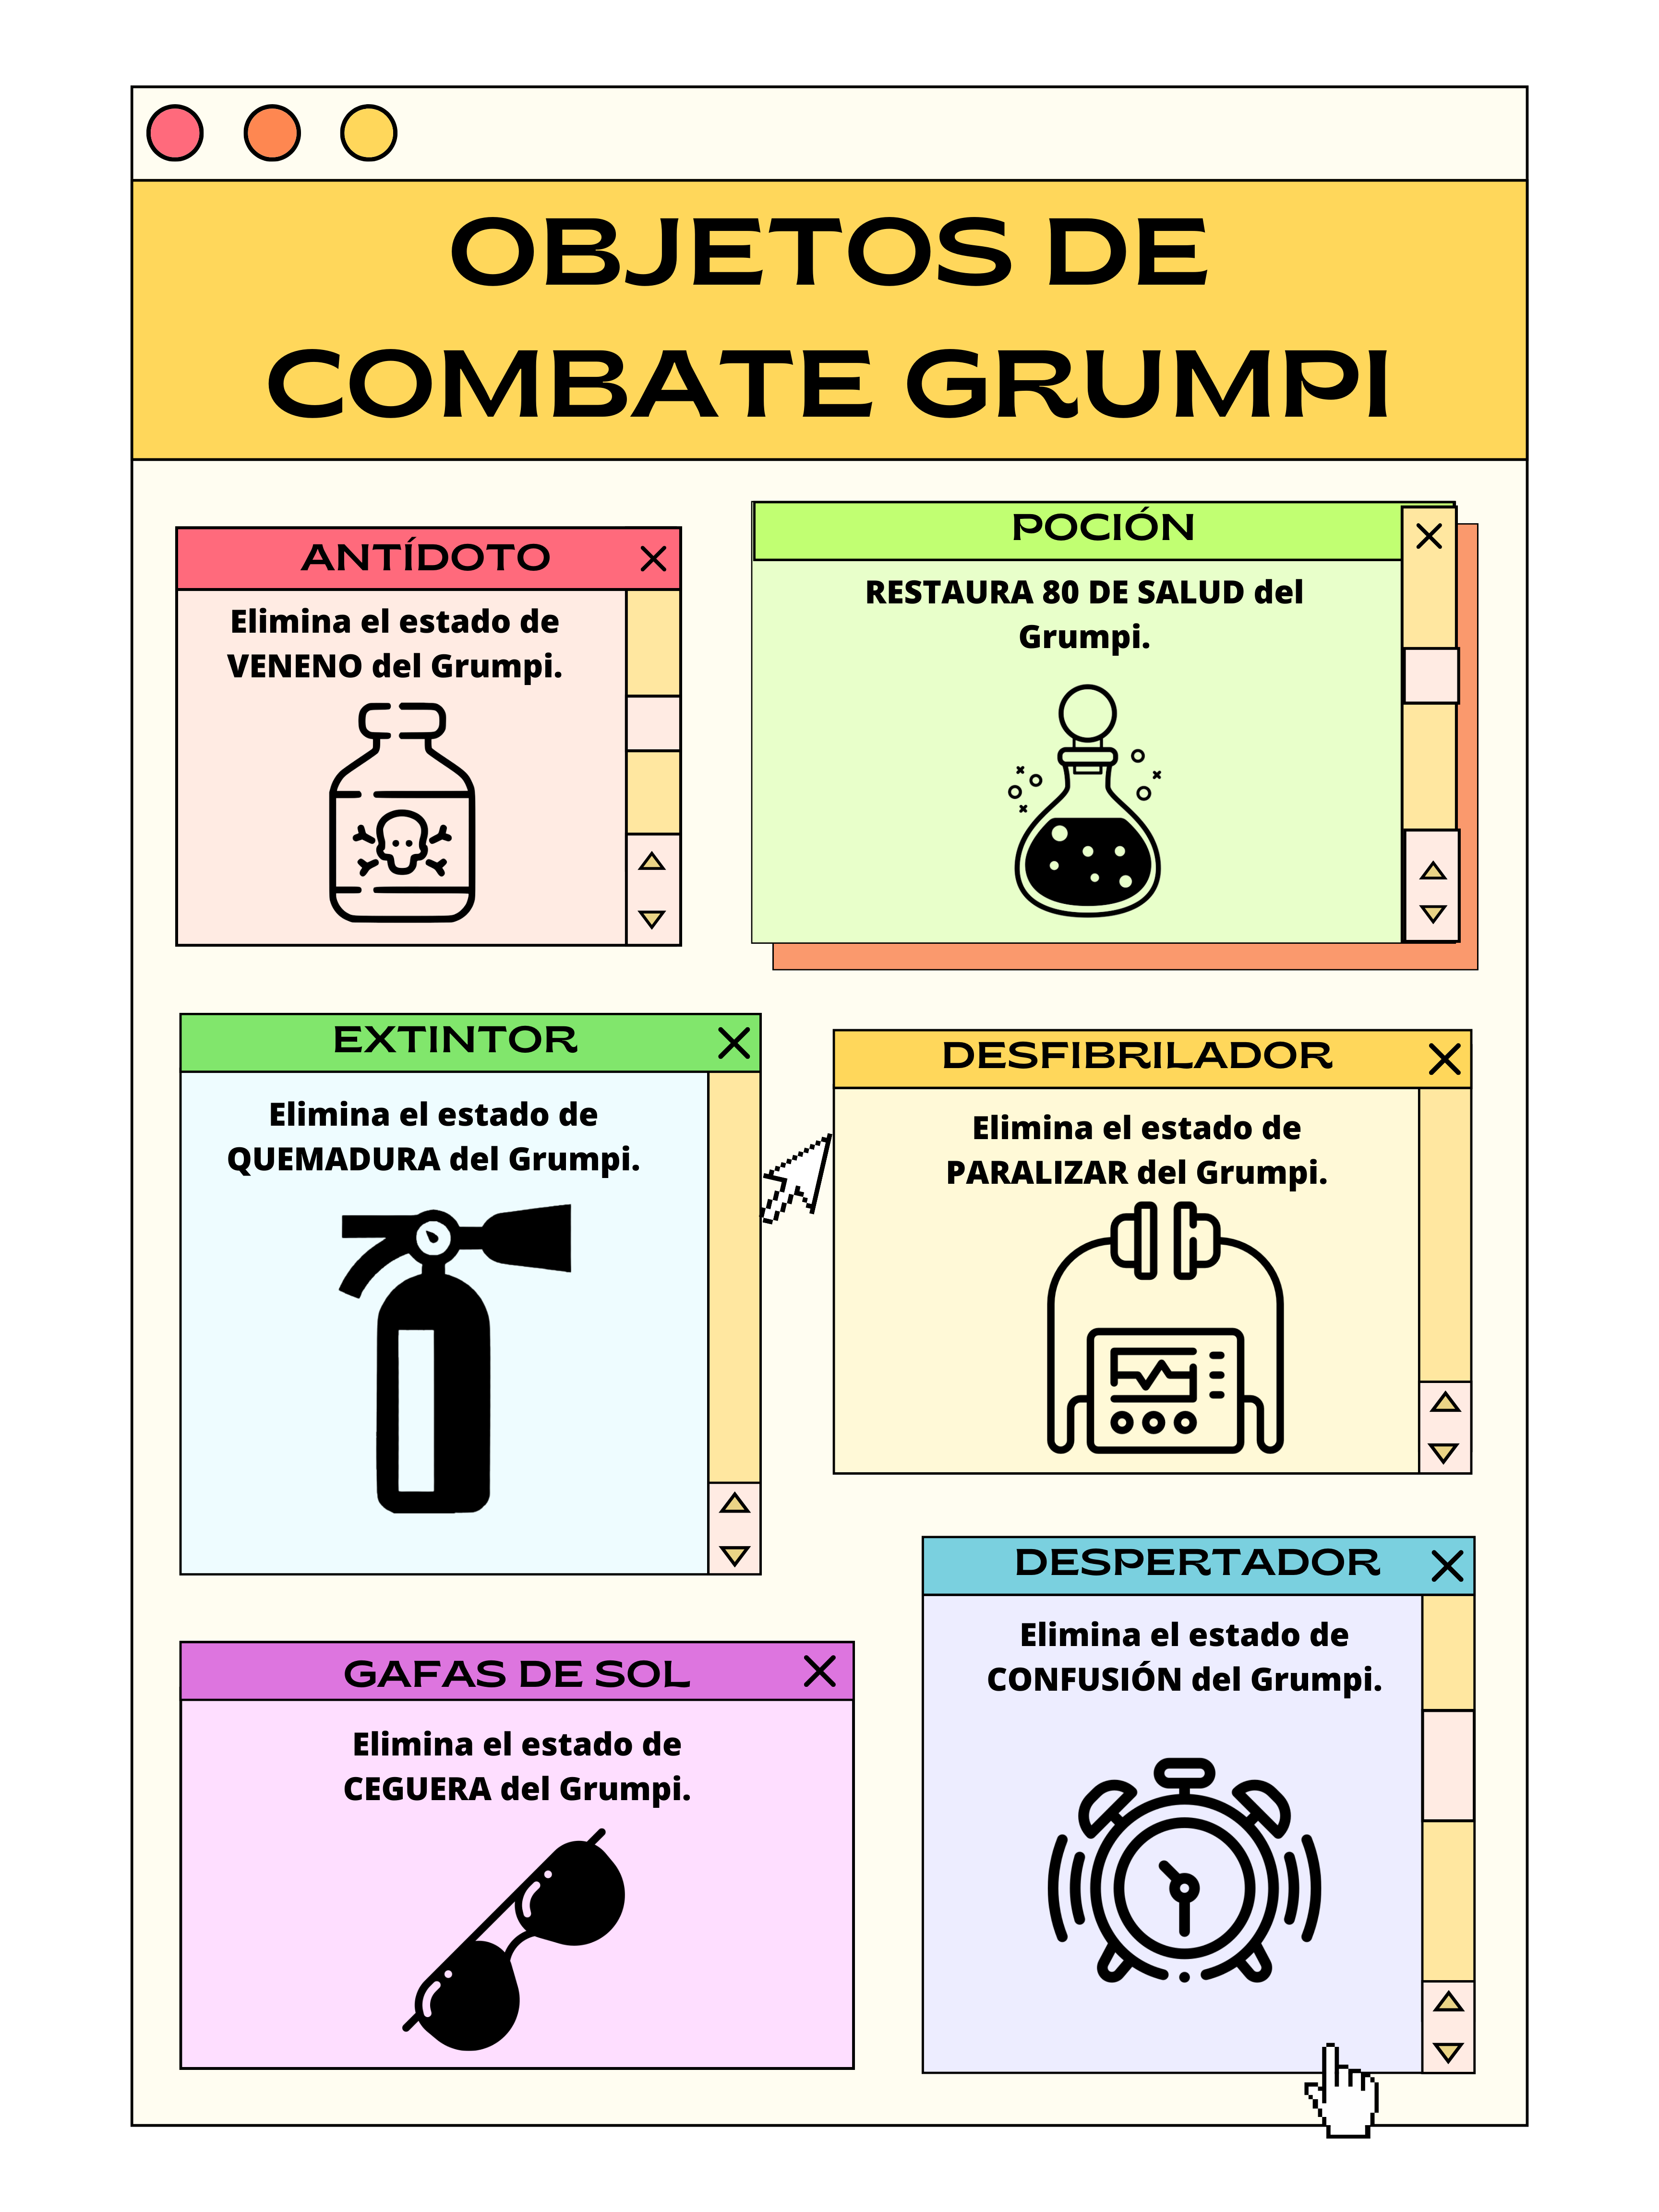 OBJETOS DE
COMBATE GRUMPI
ANTÍDOTO
Elimina el estado de
VENENO del Grumpi.
POCIÓN
RESTAURA 80 DE SALUD del
Grumpi.
EXTINTOR
Elimina el estado de
QUEMADURA del Grumpi.
DESFIBRILADOR
Elimina el estado de
PARALIZAR del Grumpi.
GAFAS DE SOL
Elimina el estado de
CEGUERA del Grumpi.
DESPERTADOR
Elimina el estado de
CONFUSIÓN del Grumpi.